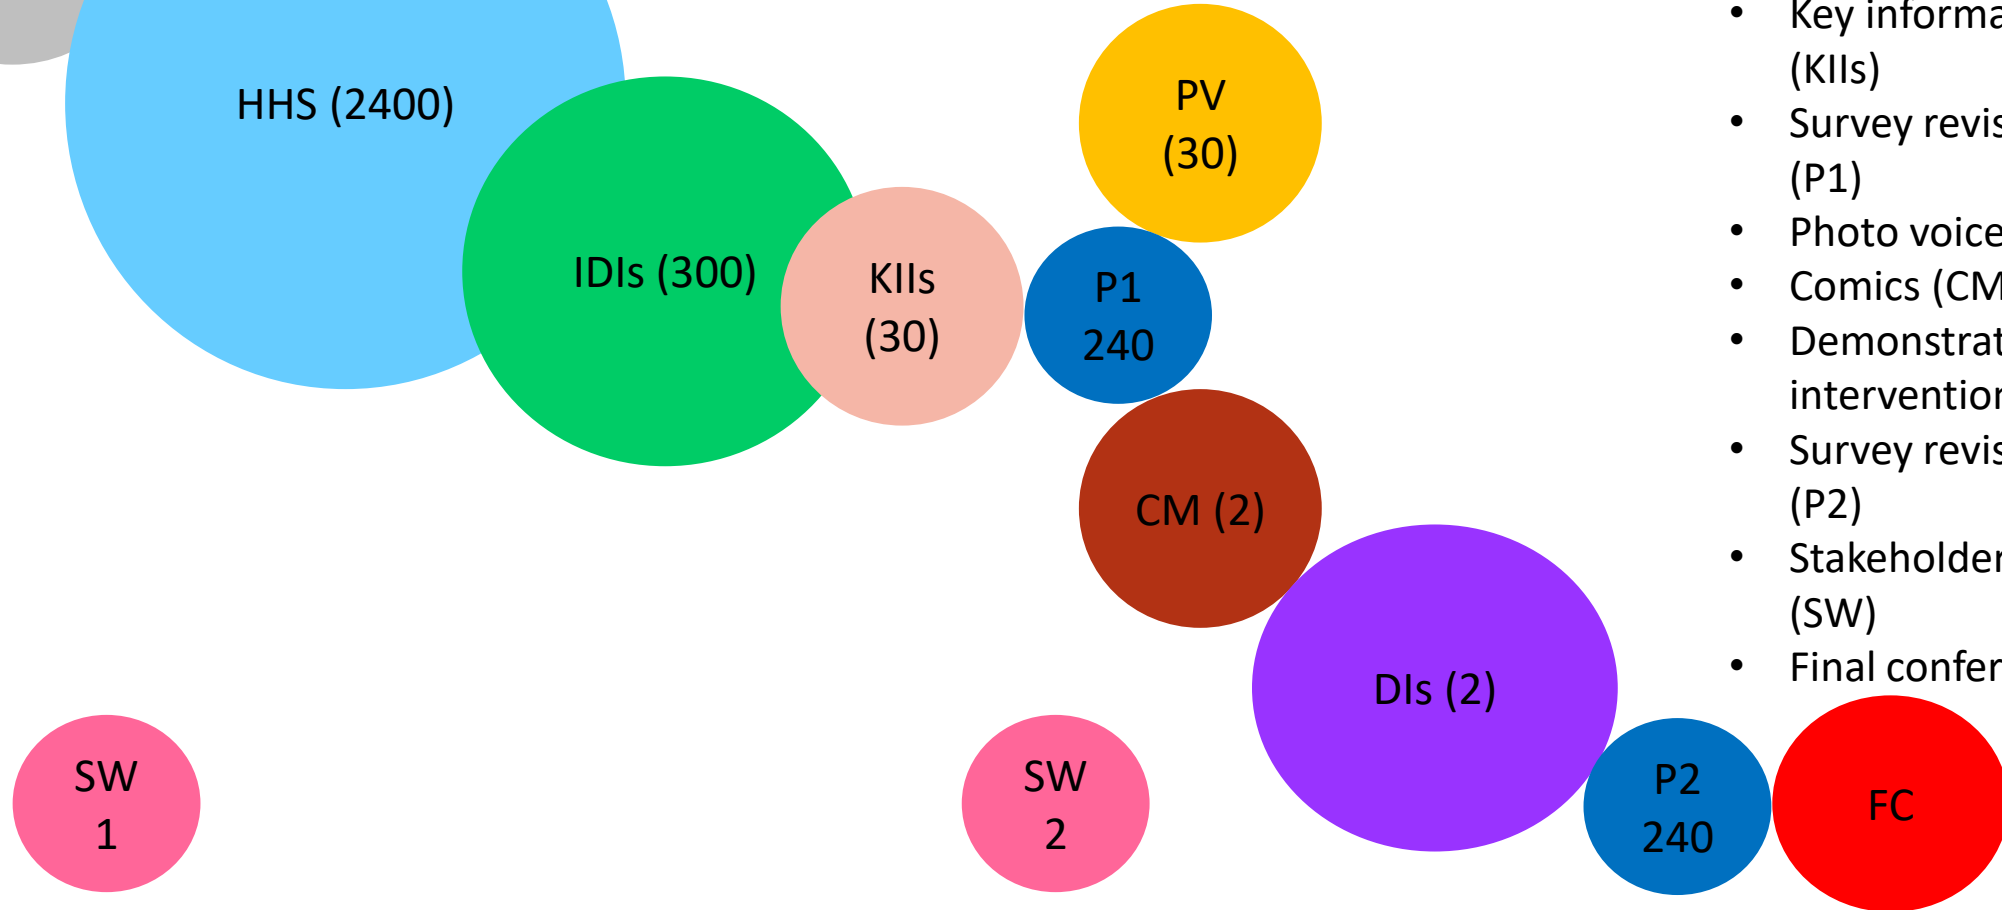 HHS (2400)
IDIs (300)
KIIs
(30)
PV
(30)
P1
240
CM (2)
DIs (2)
SW
1
SW
2
P2
240
FC
• Key informa
(KIIs)
• Survey revis
(P1)
• Photo voice
• Comics (CM
• Demonstrat
intervention
• Survey revis
(P2)
• Stakeholder
(SW)
• Final confer